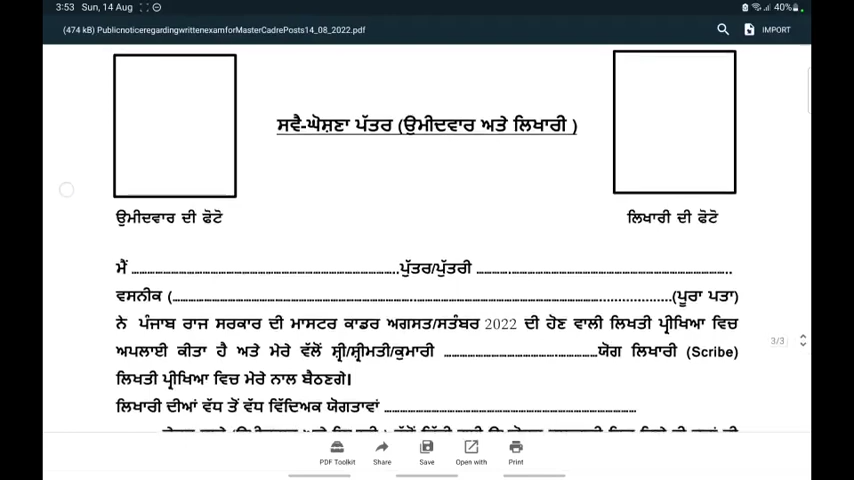 3:53 Sun, 14 Aug 40%
(474 kB) PublicnoticeregardingwrittenexamforMasterCadrePosts14_08_2022.pdf IMPORT
ਸਵੈ-ਘੋਸ਼ਣਾ ਪੱਤਰ (ਉਮੀਦਵਾਰ ਅਤੇ ਲਿਖਾਰੀ )
ਉਮੀਦਵਾਰ ਦੀ ਫੋਟੋ ਲਿਖਾਰੀ ਦੀ ਫੋਟੋ
ਮੈਂ ........................................ਪੁੱਤਰ/ਪੁੱਤਰੀ ........................................
ਵਸਨੀਕ (................................................................................(ਪੂਰਾ ਪਤਾ)
ਨੇ ਪੰਜਾਬ ਰਾਜ ਸਰਕਾਰ ਦੀ ਮਾਸਟਰ ਕਾਡਰ ਅਗਸਤ/ਸਤੰਬਰ 2022 ਦੀ ਹੋਣ ਵਾਲੀ ਲਿਖਤੀ ਪ੍ਰੀਖਿਆ ਵਿਚ
3/3
ਅਪਲਾਈ ਕੀਤਾ ਹੈ ਅਤੇ ਮੇਰੇ ਵੱਲੋਂ ਸ਼੍ਰੀ/ਸ਼੍ਰੀਮਤੀ/ਕੁਮਾਰੀ ........................................ਯੋਗ ਲਿਖਾਰੀ (Scribe)
ਲਿਖਤੀ ਪ੍ਰੀਖਿਆ ਵਿਚ ਮੇਰੇ ਨਾਲ ਬੈਠਣਗੇ।
ਲਿਖਾਰੀ ਦੀਆਂ ਵੱਧ ਤੋਂ ਵੱਧ ਵਿੱਦਿਅਕ ਯੋਗਤਾਵਾਂ ............................................................
PDF Toolkit Share Save Open with Print